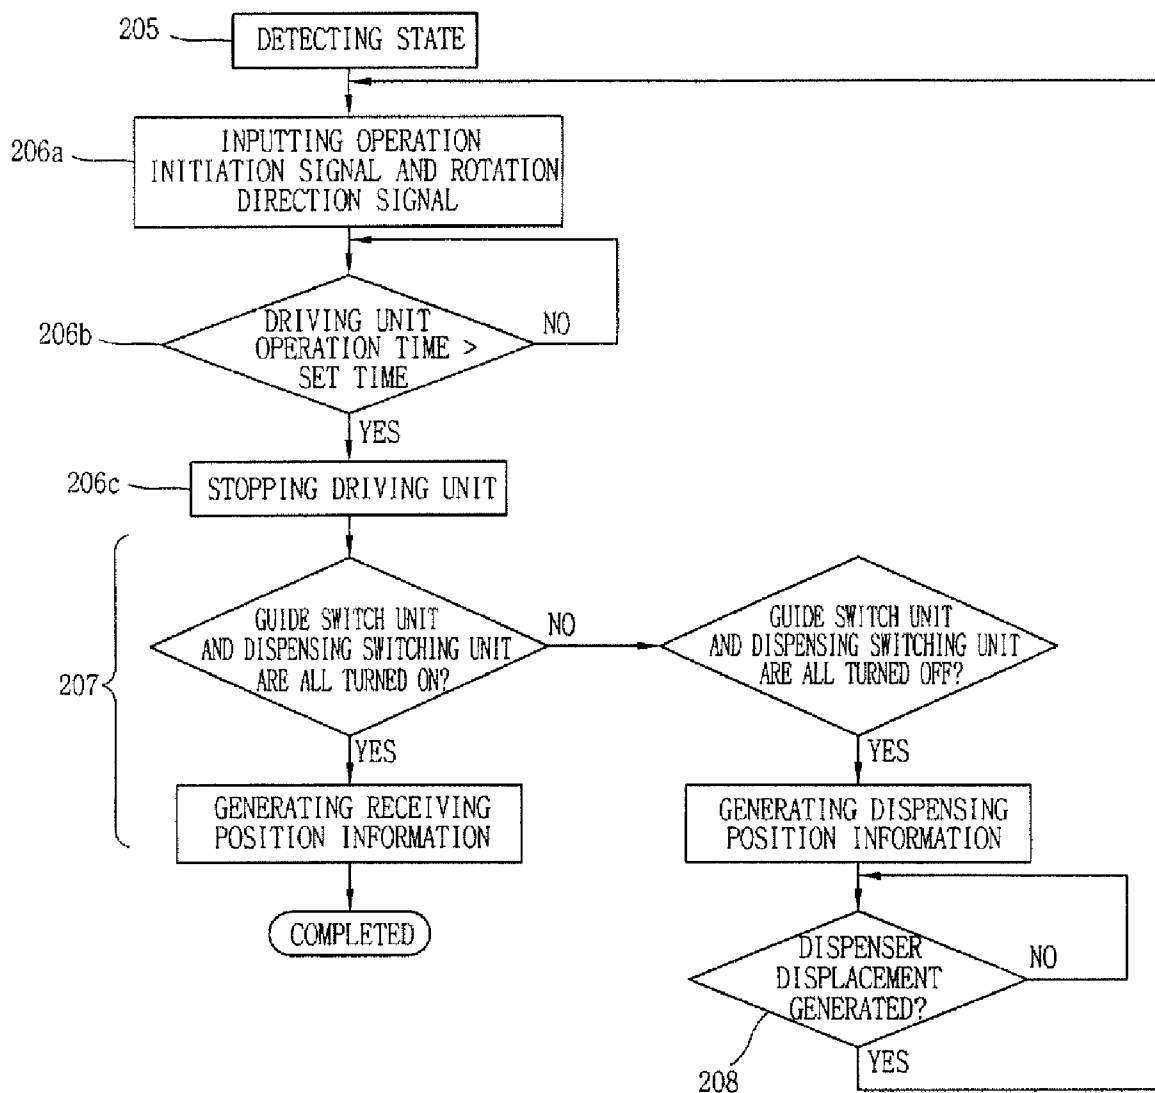 205
DETECTING STATE
206a
INPUTTING OPERATION
INITIATION SIGNAL AND ROTATION
DIRECTION SIGNAL
206b
DRIVING UNIT
OPERATION TIME >
SET TIME
NO
YES
206c
STOPPING DRIVING UNIT
207
GUIDE SWITCH UNIT
AND DISPENSING SWITCHING UNIT
ARE ALL TURNED ON?
NO
GUIDE SWITCH UNIT
AND DISPENSING SWITCHING UNIT
ARE ALL TURNED OFF?
YES
YES
GENERATING RECEIVING
POSITION INFORMATION
GENERATING DISPENSING
POSITION INFORMATION
COMPLETED
DISPENSER
DISPLACEMENT
GENERATED?
NO
208
YES